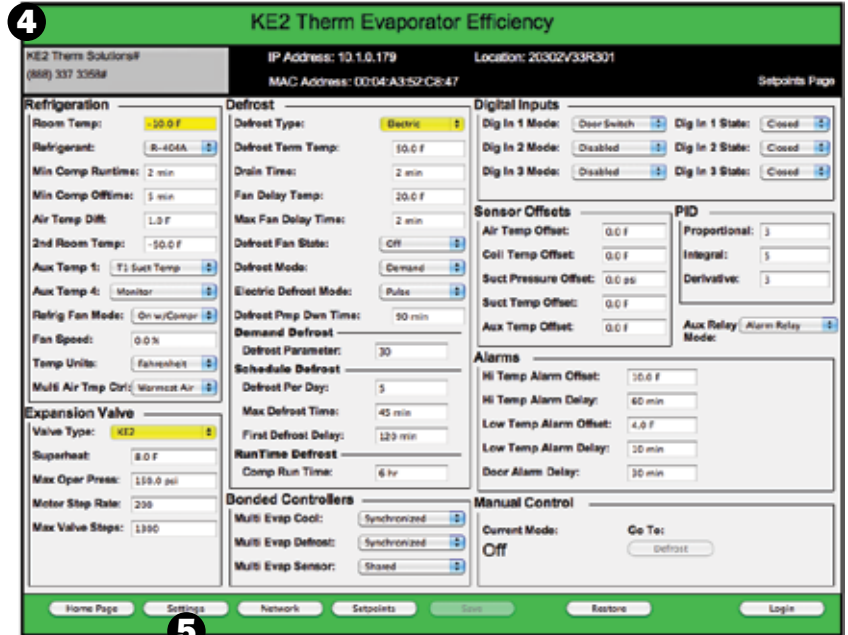 4
KE2 Therm Evaporator Efficiency
KE2 Therm Solutions#
(888) 337 3358#
IP Address: 10.1.0.179
MAC Address: 00:04:A3:52:C8:47
Location: 20302V33R301
Setpoints Page
Refrigeration
Room Temp: -10.0 F
Refrigerant: R-404A
Min Comp Runtime: 2 min
Min Comp Offtime: 5 min
Air Temp Diff: 1.0 F
2nd Room Temp: -50.0 F
Aux Temp 1: T1 Suct Temp
Aux Temp 4: Monitor
Refrig Fan Mode: On w/Compr
Fan Speed: 0.0 %
Temp Units: Fahrenheit
Multi Air Tmp Ctrl: Warmest Air
Expansion Valve
Valve Type: KE2
Superheat: 8.0 F
Max Oper Press: 150.0 psi
Motor Step Rate: 200
Max Valve Steps: 1300
Defrost
Defrost Type: Electric
Defrost Term Temp: 50.0 F
Drain Time: 2 min
Fan Delay Temp: 20.0 F
Max Fan Delay Time: 2 min
Defrost Fan State: Off
Defrost Mode: Demand
Electric Defrost Mode: Pulse
Defrost Pmp Dwn Time: 90 min
Demand Defrost
Defrost Parameter: 30
Schedule Defrost
Defrost Per Day: 5
Max Defrost Time: 45 min
First Defrost Delay: 120 min
RunTime Defrost
Comp Run Time: 6 hr
Bonded Controllers
Multi Evap Cool: Synchronized
Multi Evap Defrost: Synchronized
Multi Evap Sensor: Shared
Digital Inputs
Dig In 1 Mode: Door Switch Dig In 1 State: Closed
Dig In 2 Mode: Disabled Dig In 2 State: Closed
Dig In 3 Mode: Disabled Dig In 3 State: Closed
Sensor Offsets
Air Temp Offset: 0.0 F
Coil Temp Offset: 0.0 F
Suct Pressure Offset: 0.0 psi
Suct Temp Offset: 0.0 F
Aux Temp Offset: 0.0 F
PID
Proportional: 3
Integral: 5
Derivative: 3
Aux Relay Mode: Alarm Relay
Alarms
Hi Temp Alarm Offset: 10.0 F
Hi Temp Alarm Delay: 60 min
Low Temp Alarm Offset: 4.0 F
Low Temp Alarm Delay: 10 min
Door Alarm Delay: 30 min
Manual Control
Current Mode: Go To:
Off Defrost
Home Page Settings Network Setpoints Save Restore Login
5